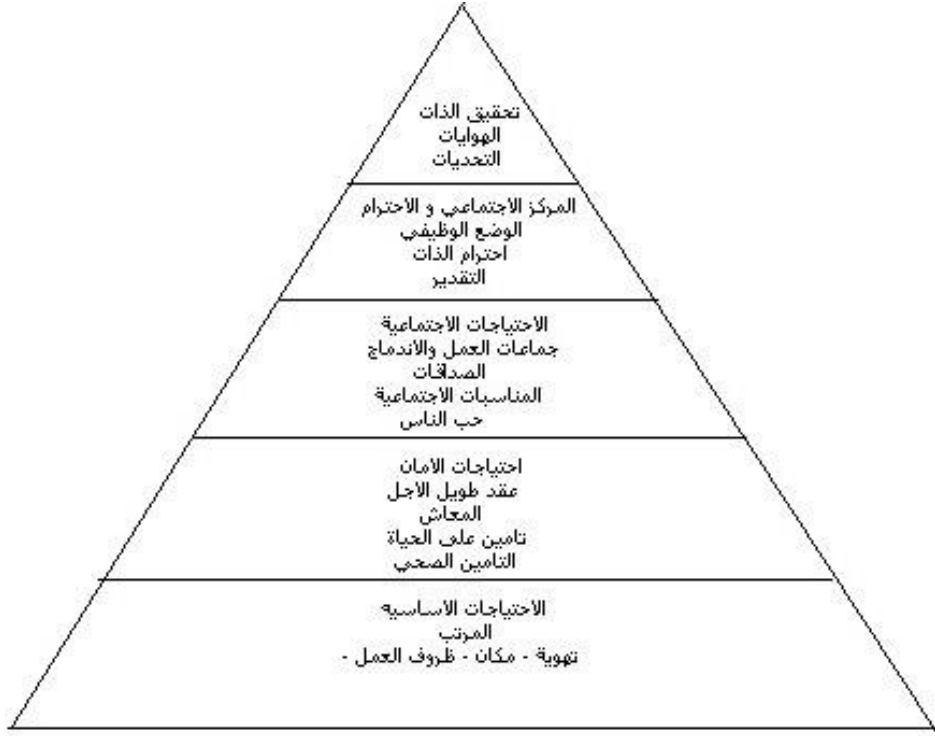 تحقيق الذات
الهوايات
التحديات
المركز الاجتماعي و الاحترام
الوضع الوظيفي
احترام الذات
التقدير
الاحتياجات الاجتماعية
جماعات العمل والاندماج
الصداقات
المناسبات الاجتماعية
حب الناس
احتياجات الامان
عقد طويل الاجل
المعاش
تامين على الحياة
التامين الصحي
الاحتياجات الاساسيه
المرتب
تهوية - مكان - ظروف العمل -